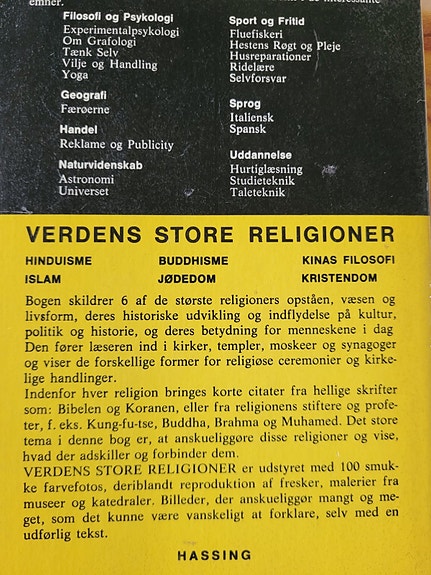 emner.
Filosofi og Psykologi
Experimentalpsykologi
Om Grafologi
Tænk Selv
Vilje og Handling
Yoga
Geografi
Færøerne
Handel
Reklame og Publicity
Naturvidenskab
Astronomi
Universet
Sport og Fritid
Fluefiskeri
Hestens Røgt og Pleje
Husreparationer
Ridelære
Selvforsvar
Sprog
Italiensk
Spansk
Uddannelse
Hurtiglæsning
Studieteknik
Taleteknik
VERDENS STORE RELIGIONER
HINDUISME BUDDHISME KINAS FILOSOFI
ISLAM JØDEDOM KRISTENDOM
Bogen skildrer 6 af de største religioners opståen, væsen og
livsform, deres historiske udvikling og indflydelse på kultur,
politik og historie, og deres betydning for menneskene i dag
Den fører læseren ind i kirker, templer, moskeer og synagoger
og viser de forskellige former for religiøse ceremonier og kirke-
lige handlinger.
Indenfor hver religion bringes korte citater fra hellige skrifter
som: Bibelen og Koranen, eller fra religionens stiftere og profe-
ter, f. eks. Kung-fu-tse, Buddha, Brahma og Muhamed. Det store
tema i denne bog er, at anskueliggøre disse religioner og vise,
hvad der adskiller og forbinder dem.
VERDENS STORE RELIGIONER er udstyret med 100 smuk-
ke farvefotos, deriblandt reproduktion af fresker, malerier fra
museer og katedraler. Billeder, der anskueliggør mangt og me-
get, som det kunne være vanskeligt at forklare, selv med en
udførlig tekst.
HASSING